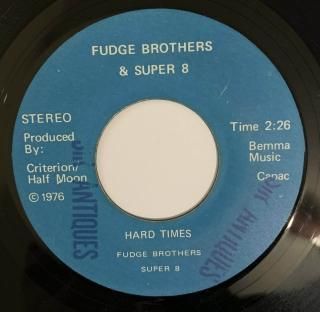 FUDGE BROTHERS
& SUPER 8
STEREO
Produced
By:
Criterion/
Half Moon
© 1976
Time 2:26
Bemma
Music
Capac
HARD TIMES
FUDGE BROTHERS
SUPER 8
ANTIQUES
ANTIQUES